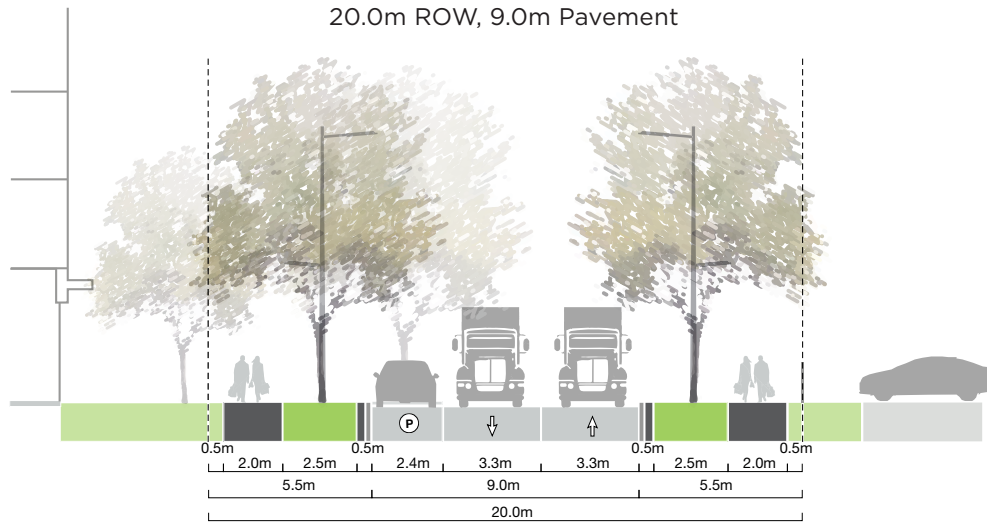 20.0m ROW, 9.0m Pavement
P
0.5m 0.5m 0.5m 0.5m
2.0m 2.5m 2.4m 3.3m 3.3m 2.5m 2.0m
5.5m 9.0m 5.5m
20.0m